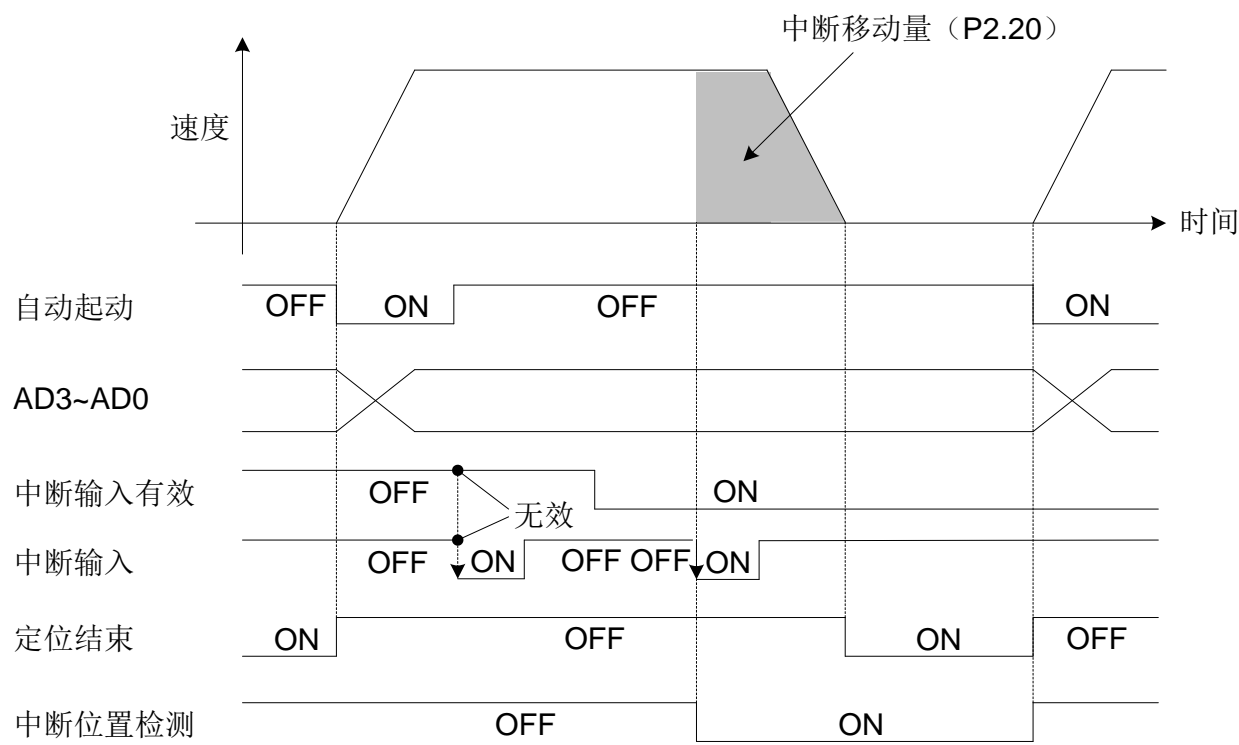 中断移动量（P2.20）
速度
时间
自动起动 OFF ON OFF ON
AD3~AD0
中断输入有效 OFF ON
无效
中断输入 OFF ON OFF OFF ON
定位结束 ON OFF ON OFF
中断位置检测 OFF ON